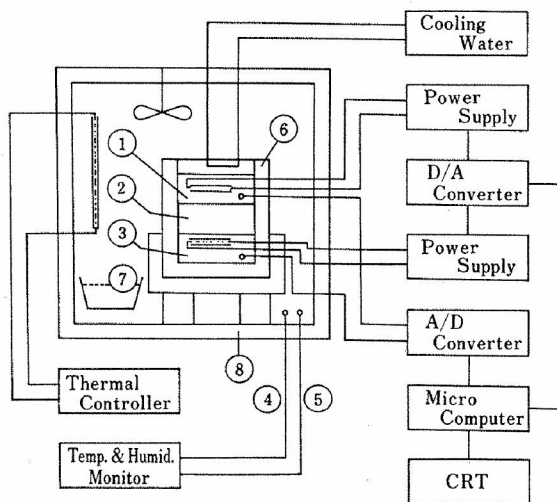 Cooling
Water
Power
Supply
D/A
Converter
Power
Supply
A/D
Converter
Micro
Computer
CRT
1
2
3
6
7
8
4
5
Thermal
Controller
Temp. & Humid.
Monitor